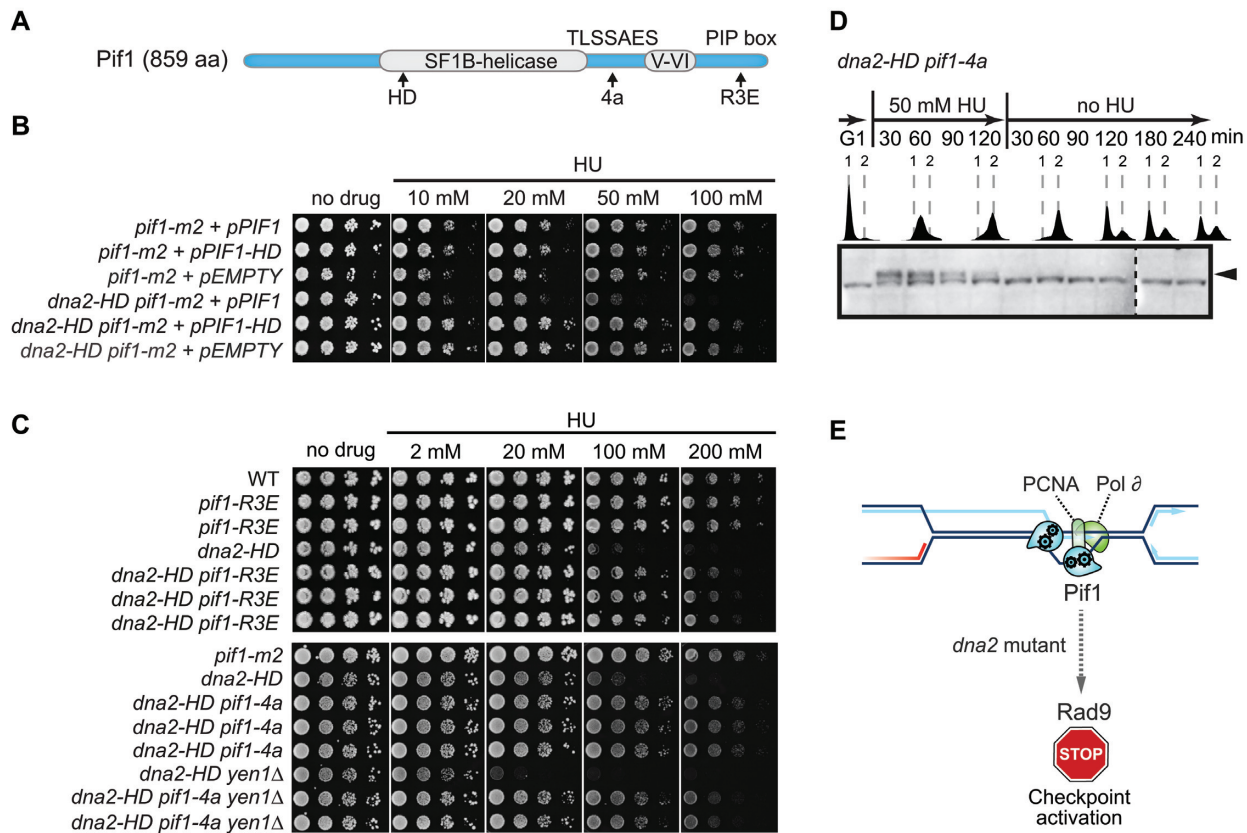 A
Pif1 (859 aa)
TLSSAES
PIP box
SF1B-helicase
V-VI
HD
4a
R3E
B
HU
no drug
10 mM
20 mM
50 mM
100 mM
pif1-m2 + pPIF1
pif1-m2 + pPIF1-HD
pif1-m2 + pEMPTY
dna2-HD pif1-m2 + pPIF1
dna2-HD pif1-m2 + pPIF1-HD
dna2-HD pif1-m2 + pEMPTY
C
HU
no drug
2 mM
20 mM
100 mM
200 mM
WT
pif1-R3E
pif1-R3E
dna2-HD
dna2-HD pif1-R3E
dna2-HD pif1-R3E
dna2-HD pif1-R3E
pif1-m2
dna2-HD
dna2-HD pif1-4a
dna2-HD pif1-4a
dna2-HD pif1-4a
dna2-HD yen1Δ
dna2-HD pif1-4a yen1Δ
dna2-HD pif1-4a yen1Δ
D
dna2-HD pif1-4a
50 mM HU
no HU
G1 30 60 90 120 30 60 90 120 180 240 min
1 2 1 2 1 2 1 2 1 2 1 2 1 2
E
PCNA
Pol ∂
Pif1
dna2 mutant
Rad9
STOP
Checkpoint
activation